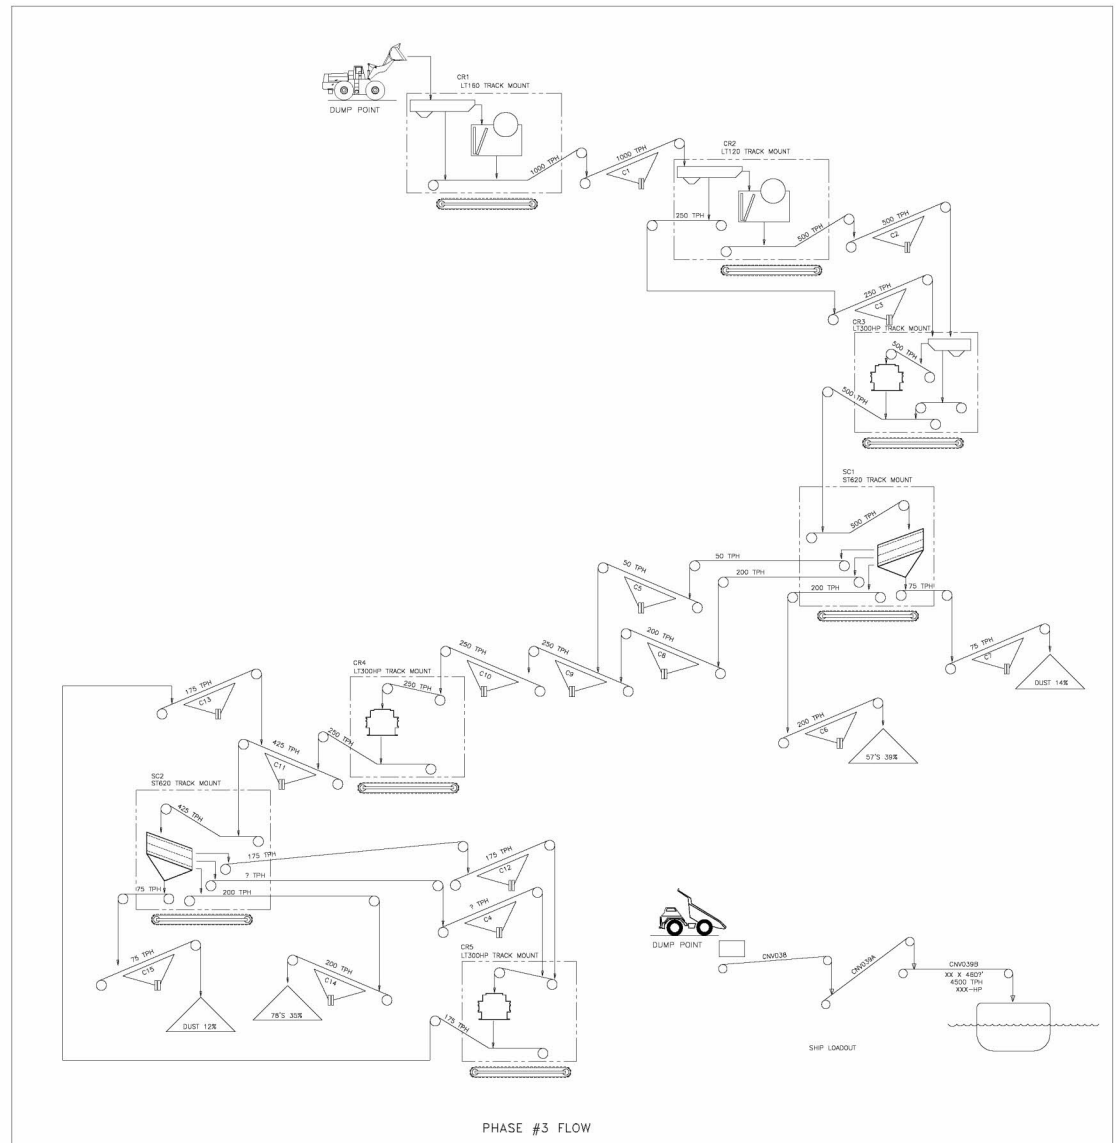 CR1
LT160 TRACK MOUNT
DUMP POINT
1000 TPH
1000 TPH
C1
CR2
LT120 TRACK MOUNT
250 TPH
500 TPH
500 TPH
C2
250 TPH
C3
CR3
LT300HP TRACK MOUNT
500 TPH
500 TPH
SC1
ST620 TRACK MOUNT
500 TPH
50 TPH
200 TPH
200 TPH
75 TPH
50 TPH
C5
200 TPH
C8
75 TPH
C7
DUST 14%
200 TPH
C6
57'S 39%
250 TPH
C9
250 TPH
C10
CR4
LT300HP TRACK MOUNT
250 TPH
250 TPH
175 TPH
C13
425 TPH
C11
SC2
ST620 TRACK MOUNT
425 TPH
175 TPH
? TPH
200 TPH
75 TPH
175 TPH
C12
? TPH
C4
75 TPH
C15
DUST 12%
200 TPH
C14
78'S 35%
CR5
LT300HP TRACK MOUNT
175 TPH
DUMP POINT
CNV038
CNV039A
CNV039B
XX X 48D?'
4500 TPH
XXX-HP
SHIP LOADOUT
PHASE #3 FLOW